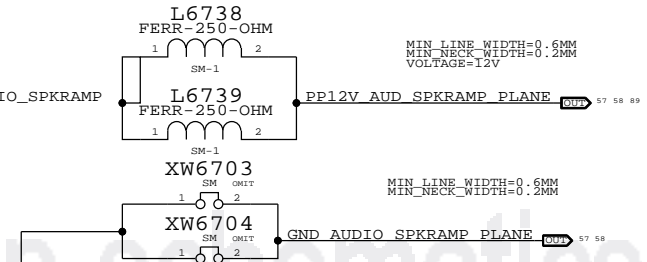 L6738
FERR-250-OHM
1 2
SM-1
MIN_LINE_WIDTH=0.6MM
MIN_NECK_WIDTH=0.2MM
VOLTAGE=12V
IO_SPKRAMP
L6739
FERR-250-OHM
1 2
SM-1
PP12V_AUD_SPKRAMP_PLANE OUT 57 58 89
XW6703
SM OMIT
1 2
MIN_LINE_WIDTH=0.6MM
MIN_NECK_WIDTH=0.2MM
XW6704
SM OMIT
1 2
GND_AUDIO_SPKRAMP_PLANE OUT 57 58